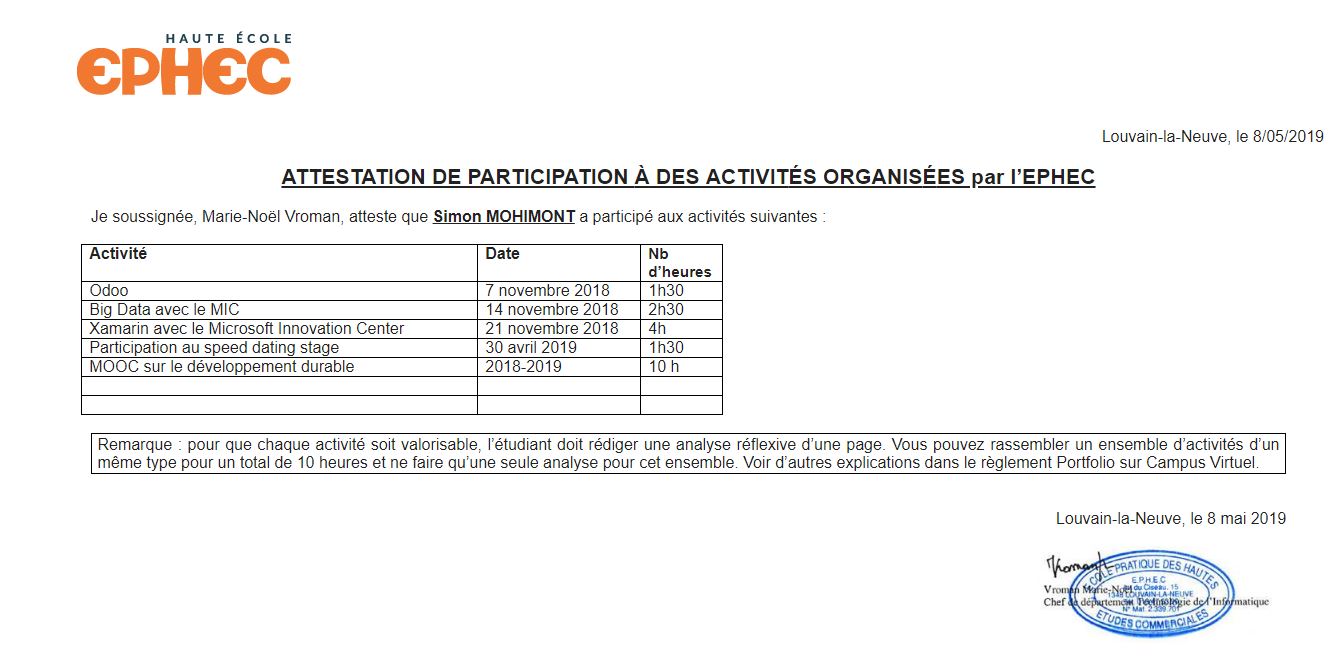 HAUTE ÉCOLE
EPHEC
Louvain-la-Neuve, le 8/05/2019
ATTESTATION DE PARTICIPATION À DES ACTIVITÉS ORGANISÉES par l'EPHEC
Je soussignée, Marie-Noël Vroman, atteste que Simon MOHIMONT a participé aux activités suivantes :
Activité Date Nb
d'heures
Odoo 7 novembre 2018 1h30
Big Data avec le MIC 14 novembre 2018 2h30
Xamarin avec le Microsoft Innovation Center 21 novembre 2018 4h
Participation au speed dating stage 30 avril 2019 1h30
MOOC sur le développement durable 2018-2019 10 h
Remarque : pour que chaque activité soit valorisable, l'étudiant doit rédiger une analyse réflexive d'une page. Vous pouvez rassembler un ensemble d'activités d'un
même type pour un total de 10 heures et ne faire qu'une seule analyse pour cet ensemble. Voir d'autres explications dans le règlement Portfolio sur Campus Virtuel.
Louvain-la-Neuve, le 8 mai 2019
Vroman
ÉCOLE PRATIQUE DES HAUTES
E.P.H.E.C
Vroman Marie-Noël
du Ciseau, 15
1348 LOUVAIN-LA-NEUVE
Chef de département Technologie de l'Informatique
N° Mat. 2.339.701
ETUDES COMMERCIALES